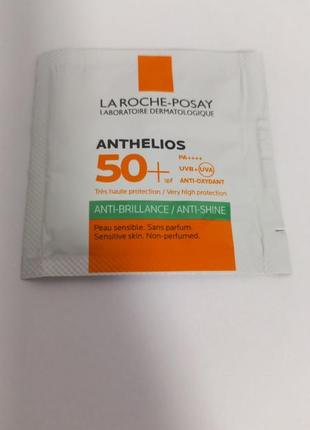 LA ROCHE-POSAY
LABORATOIRE DERMATOLOGIQUE
ANTHELIOS
50+ spf
PA++++
UVB+UVA
ANTI-OXYDANT
Très haute protection / Very high protection
ANTI-BRILLANCE / ANTI-SHINE
Peau sensible. Sans parfum.
Sensitive skin. Non-perfumed.